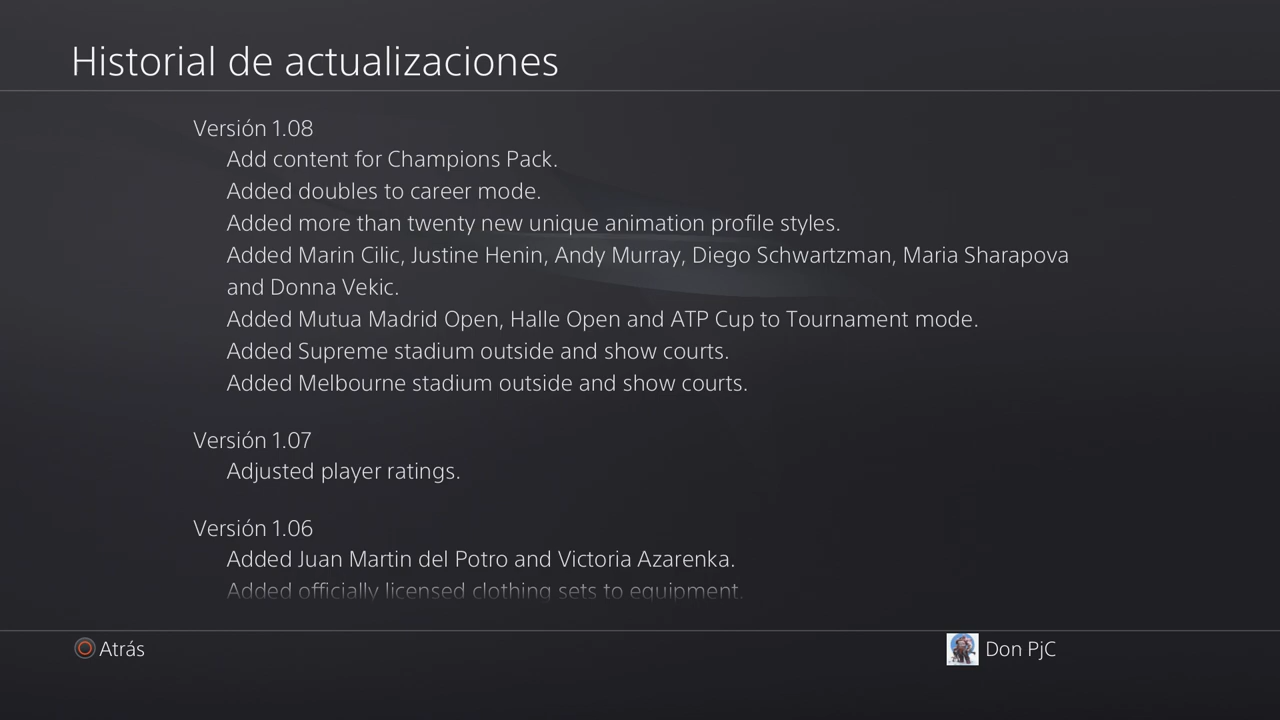 Historial de actualizaciones
Versión 1.08
Add content for Champions Pack.
Added doubles to career mode.
Added more than twenty new unique animation profile styles.
Added Marin Cilic, Justine Henin, Andy Murray, Diego Schwartzman, Maria Sharapova
and Donna Vekic.
Added Mutua Madrid Open, Halle Open and ATP Cup to Tournament mode.
Added Supreme stadium outside and show courts.
Added Melbourne stadium outside and show courts.
Versión 1.07
Adjusted player ratings.
Versión 1.06
Added Juan Martin del Potro and Victoria Azarenka.
Added officially licensed clothing sets to equipment.
Atrás
Don PjC